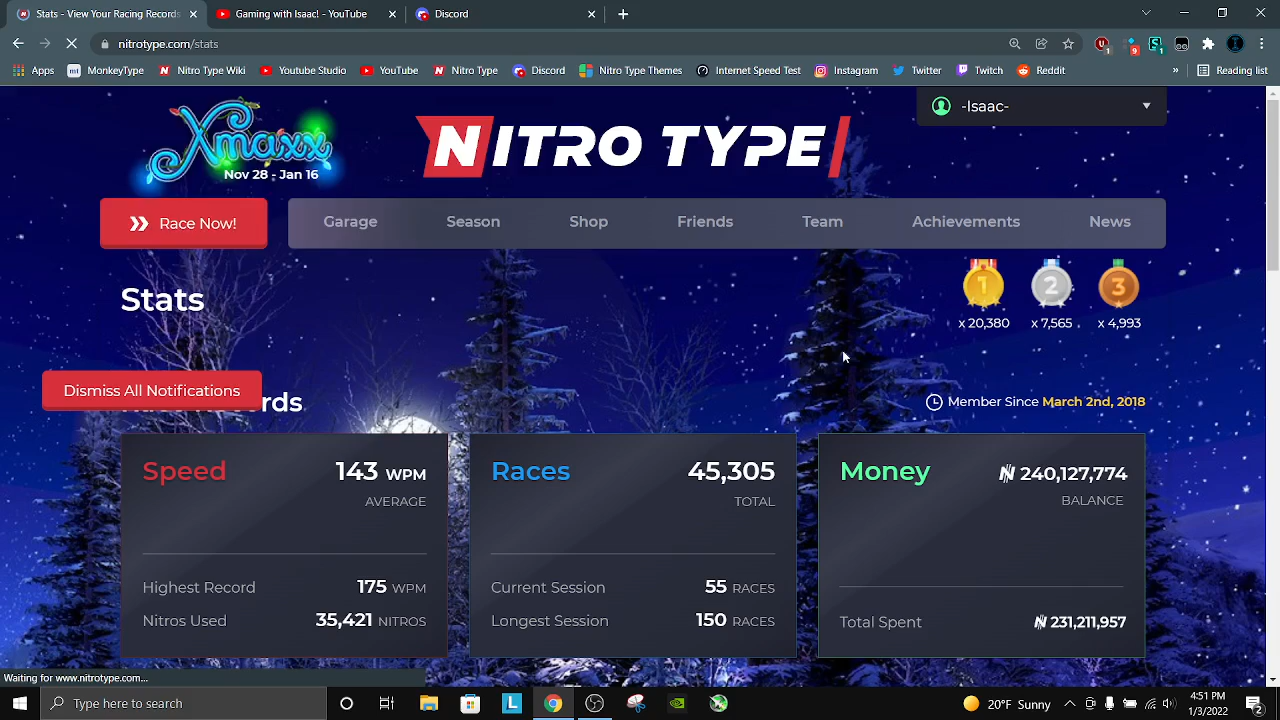 Stats - View Your Racing Records
Gaming with Isaac! - YouTube
Discord
nitrotype.com/stats
Apps
MonkeyType
Nitro Type Wiki
Youtube Studio
YouTube
Nitro Type
Discord
Nitro Type Themes
Internet Speed Test
Instagram
Twitter
Twitch
Reddit
»
Reading list
Xmaxx
Nov 28 - Jan 16
NITRO TYPE
-Isaac-
Race Now!
Garage
Season
Shop
Friends
Team
Achievements
News
Stats
1
2
3
x 20,380
x 7,565
x 4,993
Dismiss All Notifications
rds
Member Since March 2nd, 2018
Speed
143 WPM
AVERAGE
Highest Record
175 WPM
Nitros Used
35,421 NITROS
Races
45,305
TOTAL
Current Session
55 RACES
Longest Session
150 RACES
Money
240,127,774
BALANCE
Total Spent
231,211,957
Waiting for www.nitrotype.com...
Type here to search
20°F Sunny
4:51 PM
1/3/2022
2